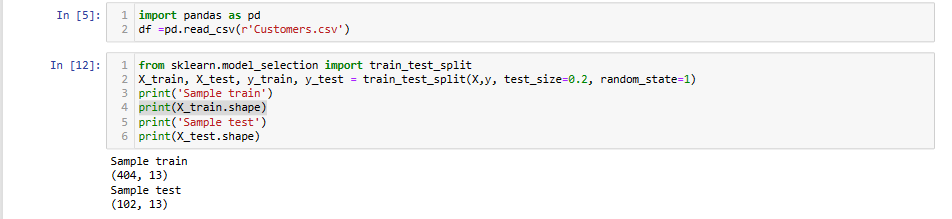 In [5]:
1 import pandas as pd
2 df =pd.read_csv(r'Customers.csv')
In [12]:
1 from sklearn.model_selection import train_test_split
2 X_train, X_test, y_train, y_test = train_test_split(X,y, test_size=0.2, random_state=1)
3 print('Sample train')
4 print(X_train.shape)
5 print('Sample test')
6 print(X_test.shape)
Sample train
(404, 13)
Sample test
(102, 13)